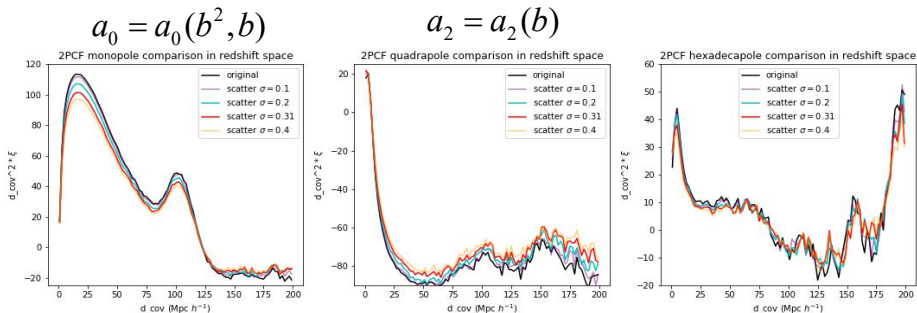 a₀ = a₀(b², b)
a₂ = a₂(b)
2PCF monopole comparison in redshift space
120
100
80
60
40
20
0
−20
d_cov^2 * ξ
original
scatter σ = 0.1
scatter σ = 0.2
scatter σ = 0.31
scatter σ = 0.4
0 25 50 75 100 125 150 175 200
d_cov (Mpc h⁻¹)
2PCF quadrapole comparison in redshift space
20
0
−20
−40
−60
−80
d_cov^2 * ξ
original
scatter σ = 0.1
scatter σ = 0.2
scatter σ = 0.31
scatter σ = 0.4
0 25 50 75 100 125 150 175 200
d_cov (Mpc h⁻¹)
2PCF hexadecapole comparison in redshift space
60
50
40
30
20
10
0
−10
−20
d_cov^2 * ξ
original
scatter σ = 0.1
scatter σ = 0.2
scatter σ = 0.31
scatter σ = 0.4
0 25 50 75 100 125 150 175 200
d_cov (Mpc h⁻¹)